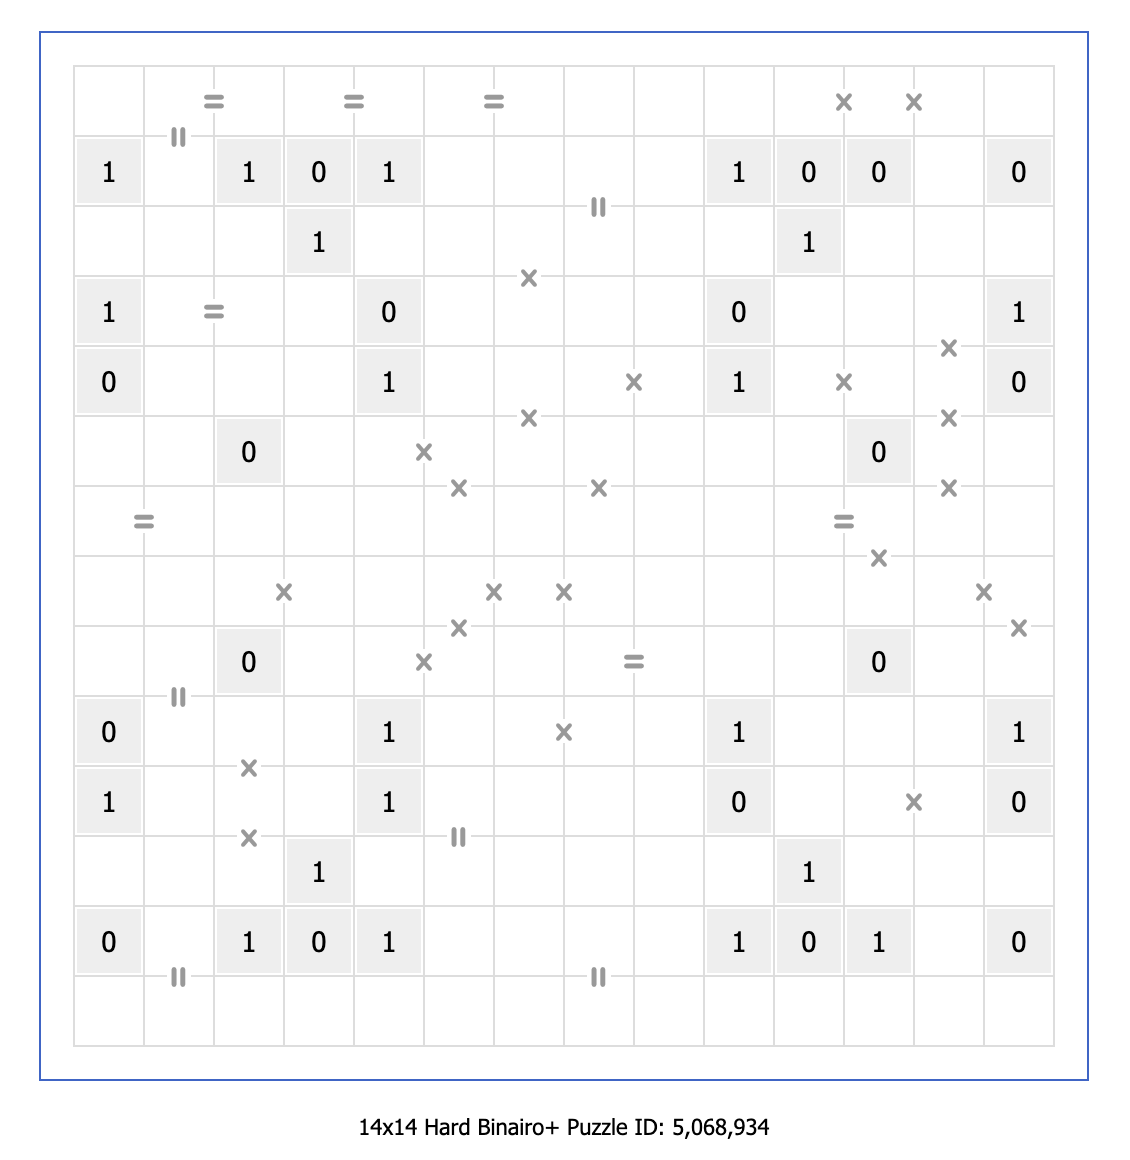 = = = × ×
||
1 1 0 1 1 0 0 0
||
1 1
×
1 = 0 0 1
×
0 1 × 1 × 0
× ×
0 × 0
× × ×
= =
×
× × × ×
× ×
0 × = 0
||
0 1 × 1 1
×
1 1 0 × 0
× ||
1 1
0 1 0 1 1 0 1 0
|| ||
14x14 Hard Binairo+ Puzzle ID: 5,068,934